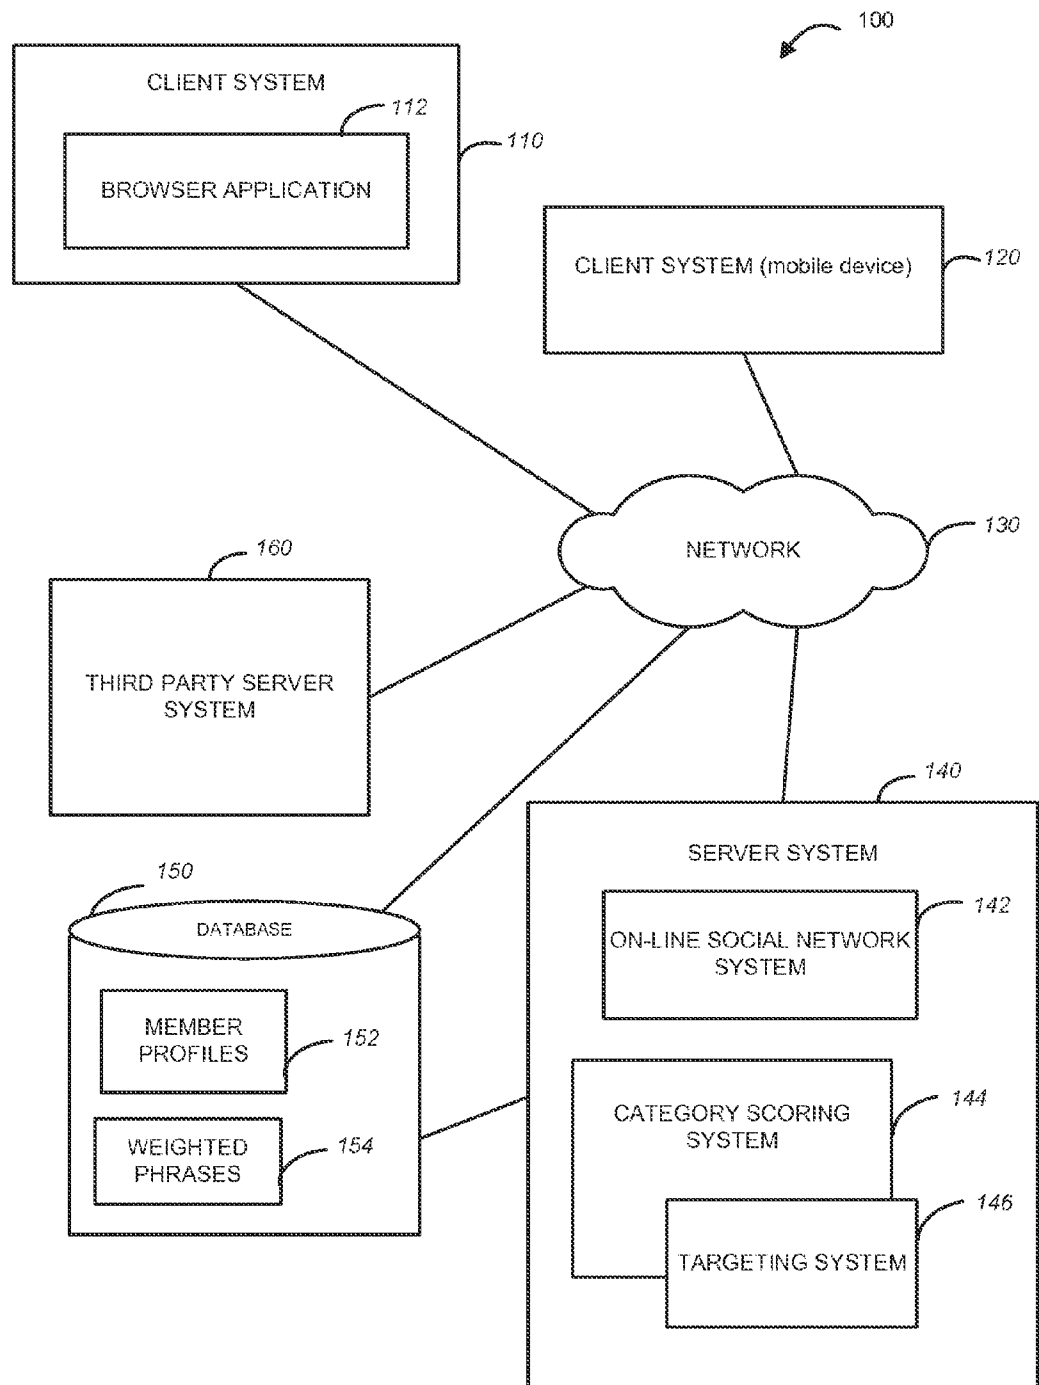 100
CLIENT SYSTEM
112
110
BROWSER APPLICATION
CLIENT SYSTEM (mobile device)
120
NETWORK
130
160
THIRD PARTY SERVER
SYSTEM
140
SERVER SYSTEM
142
ON-LINE SOCIAL NETWORK
SYSTEM
150
DATABASE
MEMBER
PROFILES
152
WEIGHTED
PHRASES
154
CATEGORY SCORING
SYSTEM
144
146
TARGETING SYSTEM